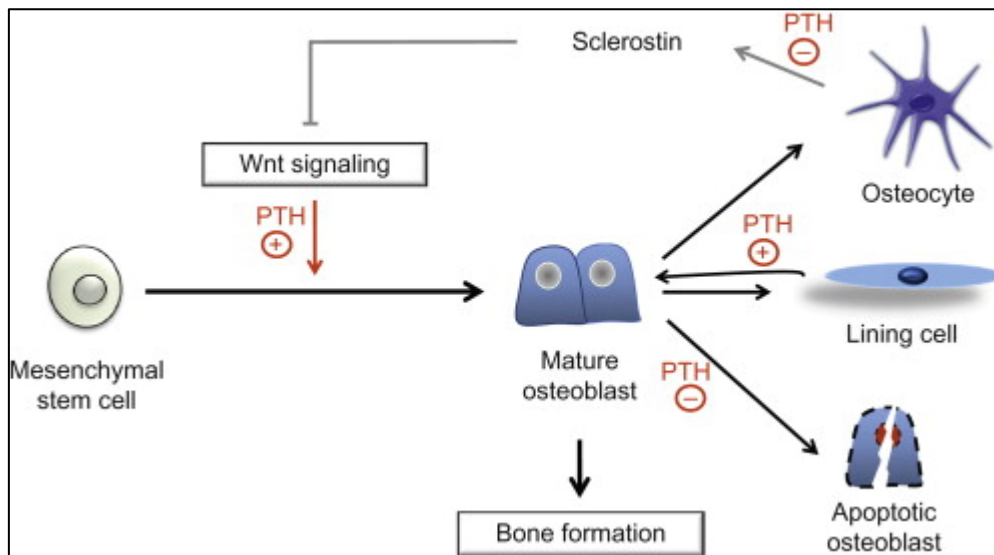 Sclerostin
PTH
−
Wnt signaling
Osteocyte
PTH
+
PTH
+
Lining cell
Mesenchymal
stem cell
Mature
osteoblast
PTH
−
Bone formation
Apoptotic
osteoblast